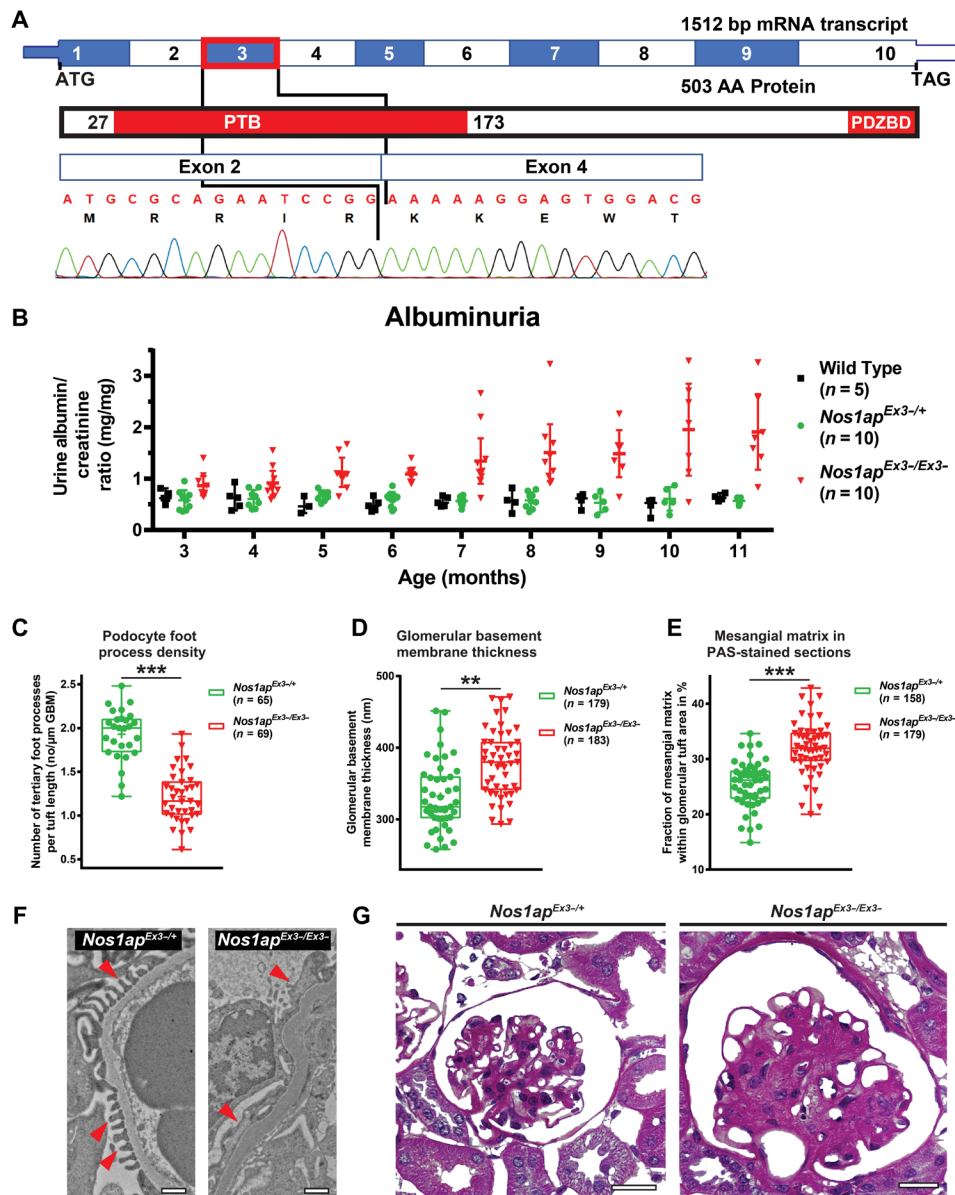 A
1512 bp mRNA transcript
1 2 3 4 5 6 7 8 9 10
ATG TAG
503 AA Protein
27 PTB 173 PDZBD
Exon 2 Exon 4
A T G C G C A G A A T C C G G A A A A A G G A G T G G A C G
M R R I R K K E W T
B
Albuminuria
Urine albumin/
creatinine
ratio (mg/mg)
3
2
1
0
3 4 5 6 7 8 9 10 11
Age (months)
Wild Type
(n = 5)
Nos1ap^Ex3–/+
(n = 10)
Nos1ap^Ex3–/Ex3–
(n = 10)
C
Podocyte foot
process density
***
Number of tertiary foot processes
per tuft length (no/μm GBM)
2.5
2.0
1.5
1.0
0.5
Nos1ap^Ex3–/+
(n = 65)
Nos1ap^Ex3–/Ex3–
(n = 69)
D
Glomerular basement
membrane thickness
**
Glomerular basement
membrane thickness (nm)
500
400
300
Nos1ap^Ex3–/+
(n = 179)
Nos1ap^Ex3–/Ex3–
(n = 183)
E
Mesangial matrix in
PAS-stained sections
***
Fraction of mesangial matrix
within glomerular tuft area in %
50
40
30
20
10
Nos1ap^Ex3–/+
(n = 158)
Nos1ap^Ex3–/Ex3–
(n = 179)
F
Nos1ap^Ex3–/+
Nos1ap^Ex3–/Ex3–
G
Nos1ap^Ex3–/+
Nos1ap^Ex3–/Ex3–